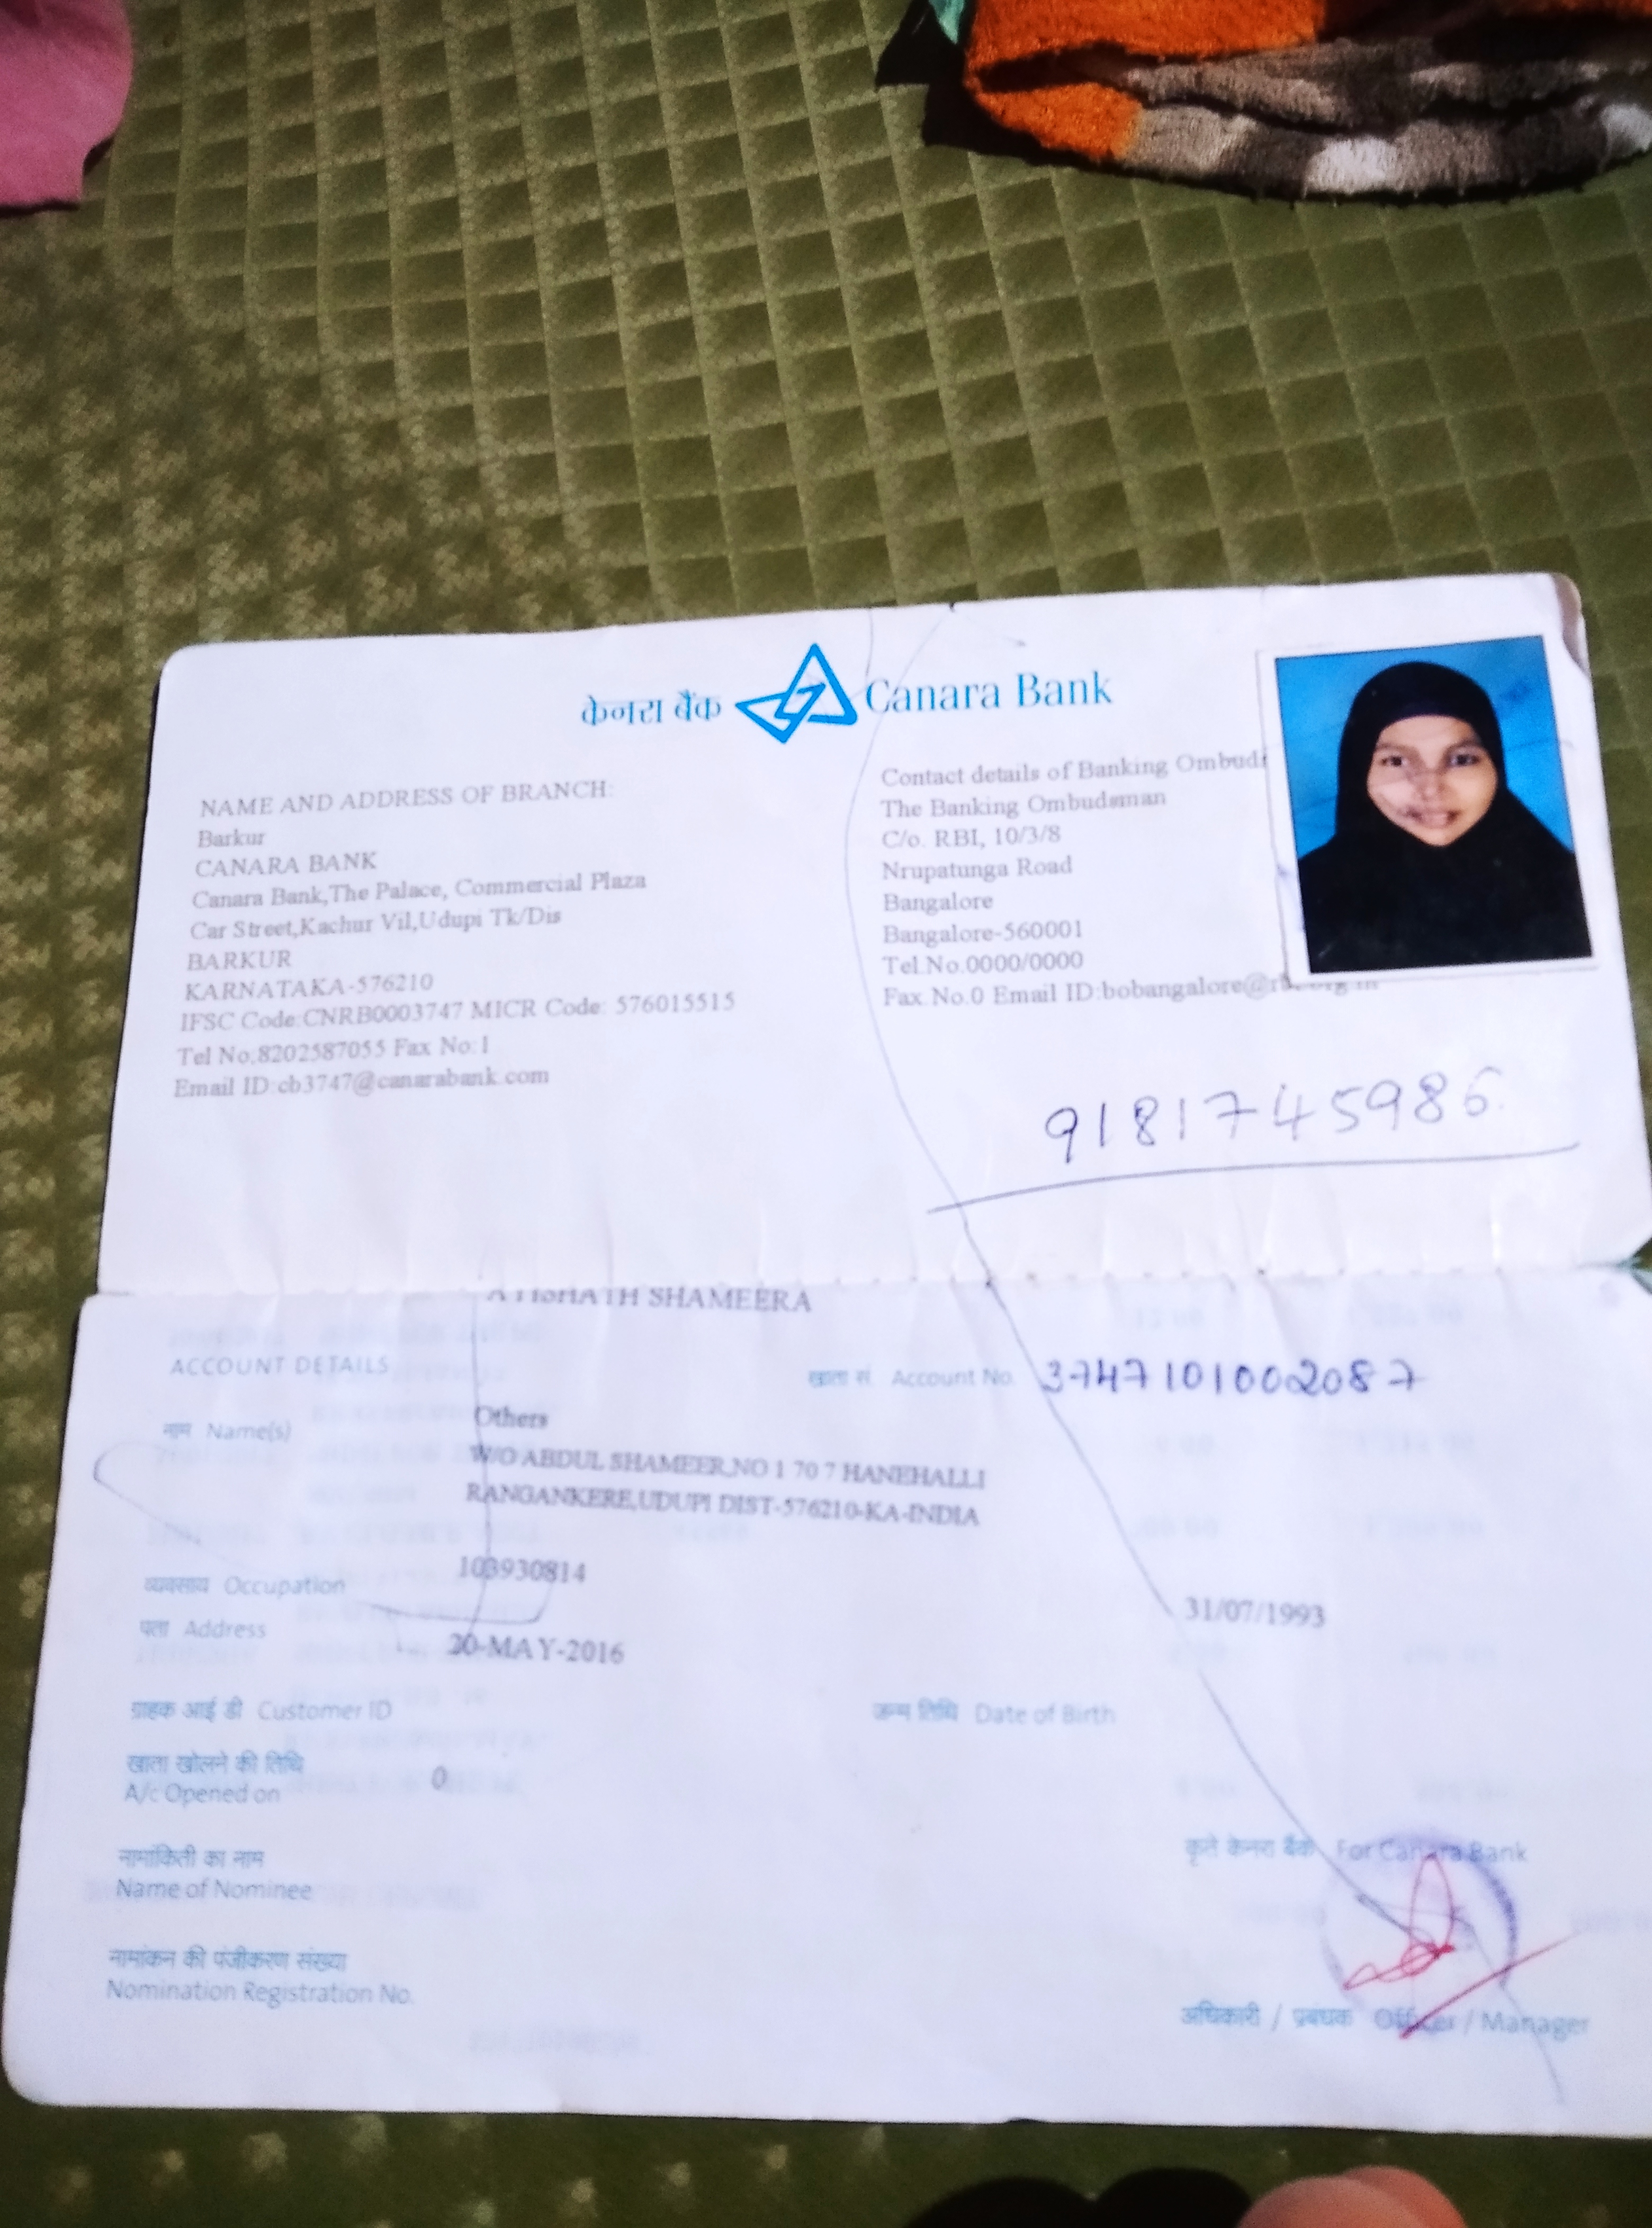 केनरा बैंक Canara Bank
NAME AND ADDRESS OF BRANCH:
Barkur
CANARA BANK
Canara Bank,The Palace, Commercial Plaza
Car Street,Kachur Vil,Udupi Tk/Dis
BARKUR
KARNATAKA-576210
IFSC Code:CNRB0003747 MICR Code: 576015515
Tel No.8202587055 Fax No:1
Email ID:cb3747@canarabank.com
Contact details of Banking
The Banking Ombudsman
C/o. RBI, 10/3/8
Nrupatunga Road
Bangalore
Bangalore-560001
Tel.No.0000/0000
Fax.No.0 Email ID:
9181745986
SHAMEERA
ACCOUNT DETAILS
खाता सं. Account No. 3747101002087
नाम Name(s)
Others
W/O ABDUL SHAMEER,NO 1 70 7 HANEHALLI
RANGANKERE,UDUPI DIST-576210-KA-INDIA
व्यवसाय Occupation
103930814
31/07/1993
पता Address
20-MAY-2016
ग्राहक आई डी Customer ID
जन्म तिथि Date of Birth
खाता खोलने की तिथि
A/c Opened on
0
नामांकिती का नाम
Name of Nominee
कृते केनरा बैंक For Canara Bank
नामांकन की पंजीकरण संख्या
Nomination Registration No.
अधिकारी / प्रबंधक Officer / Manager